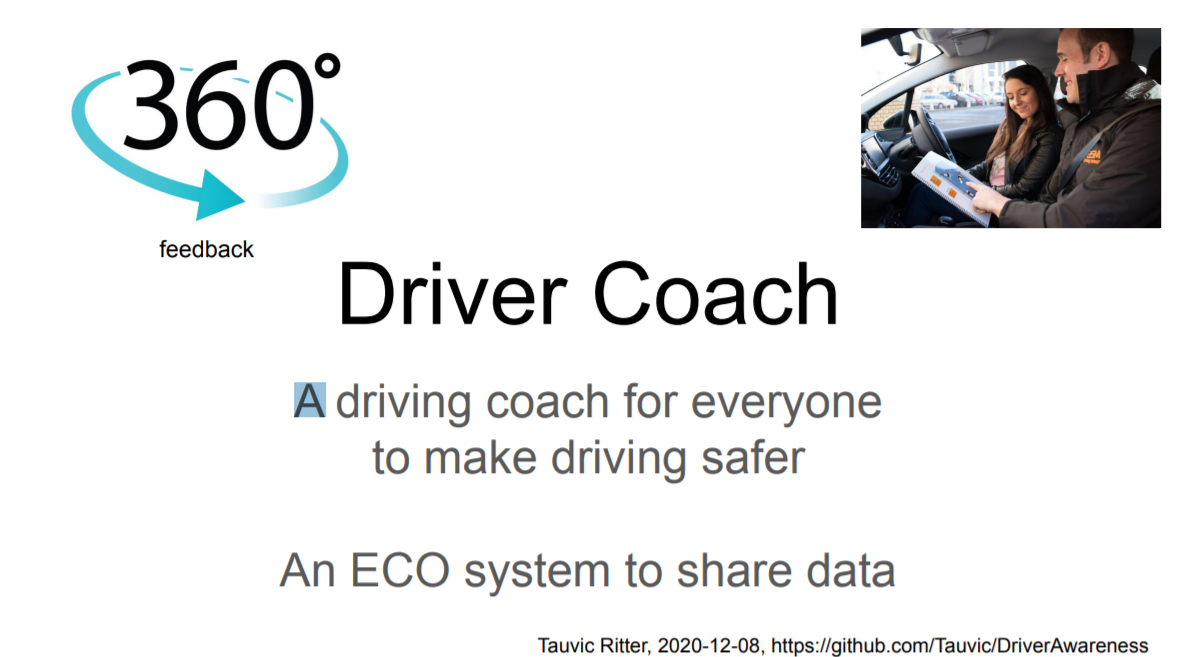 360°
feedback
Driver Coach
A driving coach for everyone
to make driving safer
An ECO system to share data
Tauvic Ritter, 2020-12-08, https://github.com/Tauvic/DriverAwareness